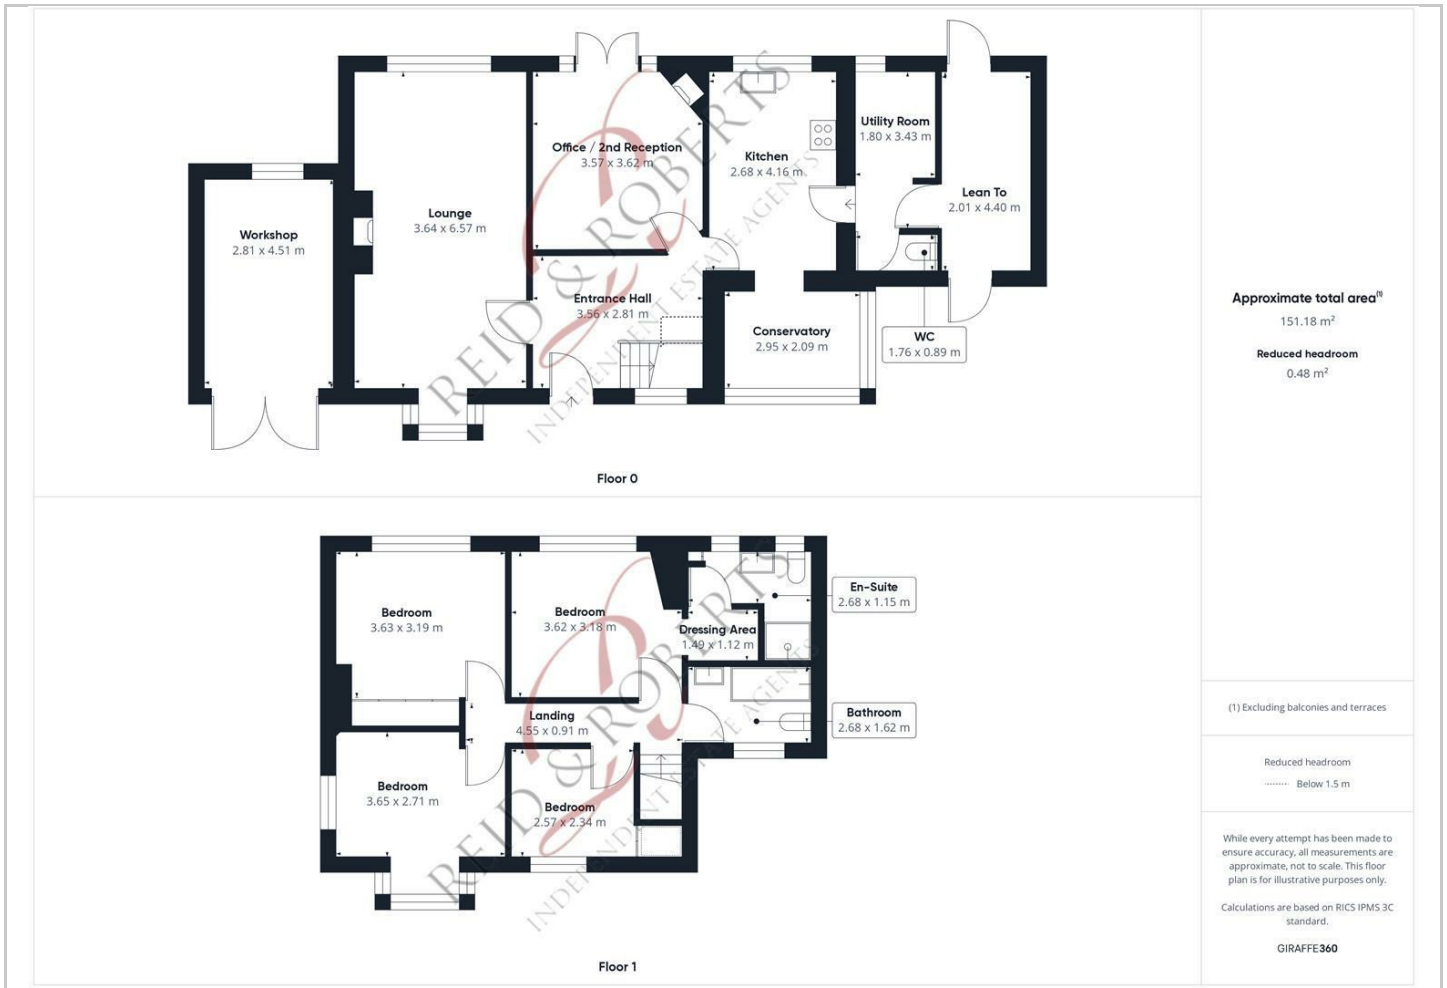 Workshop
2.81 x 4.51 m
Lounge
3.64 x 6.57 m
Office / 2nd Reception
3.57 x 3.62 m
Entrance Hall
3.56 x 2.81 m
Kitchen
2.68 x 4.16 m
Utility Room
1.80 x 3.43 m
Lean To
2.01 x 4.40 m
WC
1.76 x 0.89 m
Conservatory
2.95 x 2.09 m
REID & ROBERTS
INDEPENDENT ESTATE AGENTS
Floor 0
Bedroom
3.63 x 3.19 m
Bedroom
3.62 x 3.18 m
Dressing Area
1.49 x 1.12 m
En-Suite
2.68 x 1.15 m
Bathroom
2.68 x 1.62 m
Landing
4.55 x 0.91 m
Bedroom
3.65 x 2.71 m
Bedroom
2.57 x 2.34 m
REID & ROBERTS
INDEPENDENT ESTATE AGENTS
Floor 1
Approximate total area(1)
151.18 m²
Reduced headroom
0.48 m²
(1) Excluding balconies and terraces
Reduced headroom
Below 1.5 m
While every attempt has been made to
ensure accuracy, all measurements are
approximate, not to scale. This floor
plan is for illustrative purposes only.
Calculations are based on RICS IPMS 3C
standard.
GIRAFFE360